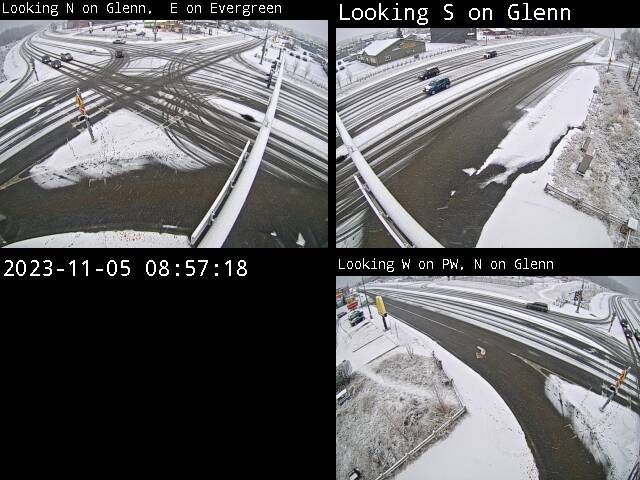 Looking N on Glenn,  E on Evergreen
Looking S on Glenn
2023-11-05 08:57:18
Looking W on PW, N on Glenn